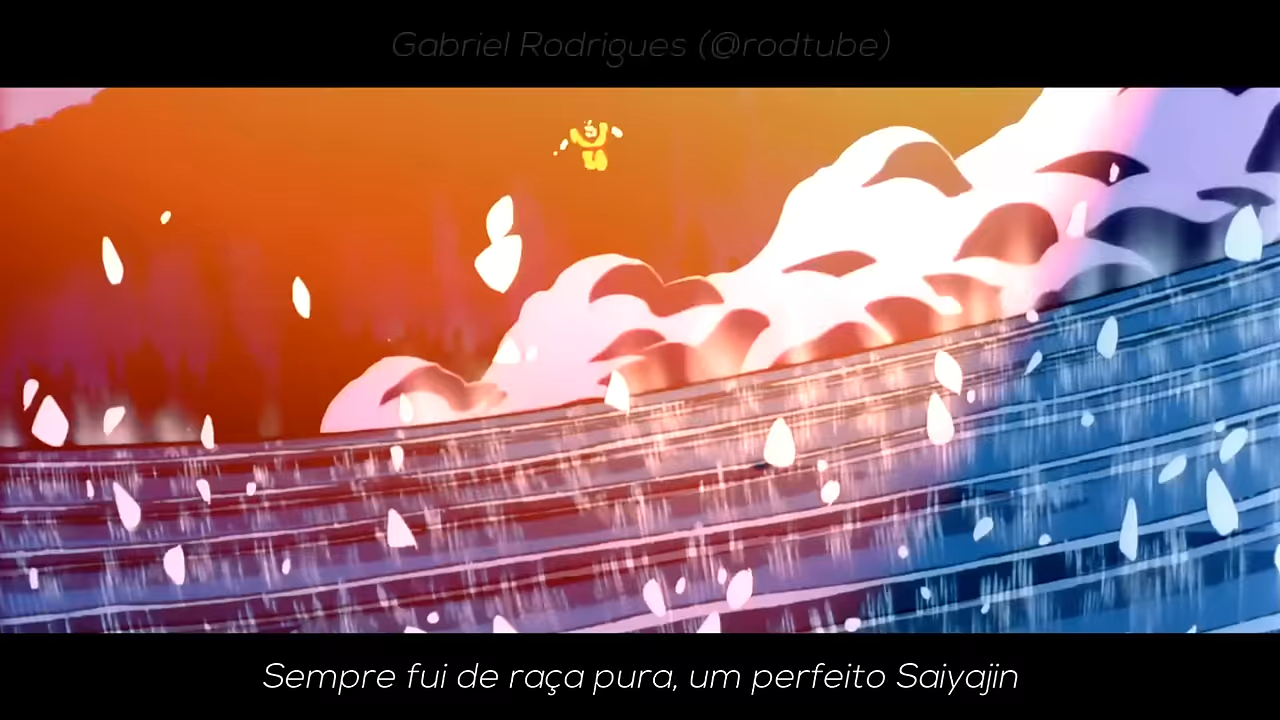 Gabriel Rodrigues (@rodtube)
Sempre fui de raça pura, um perfeito Saiyajin